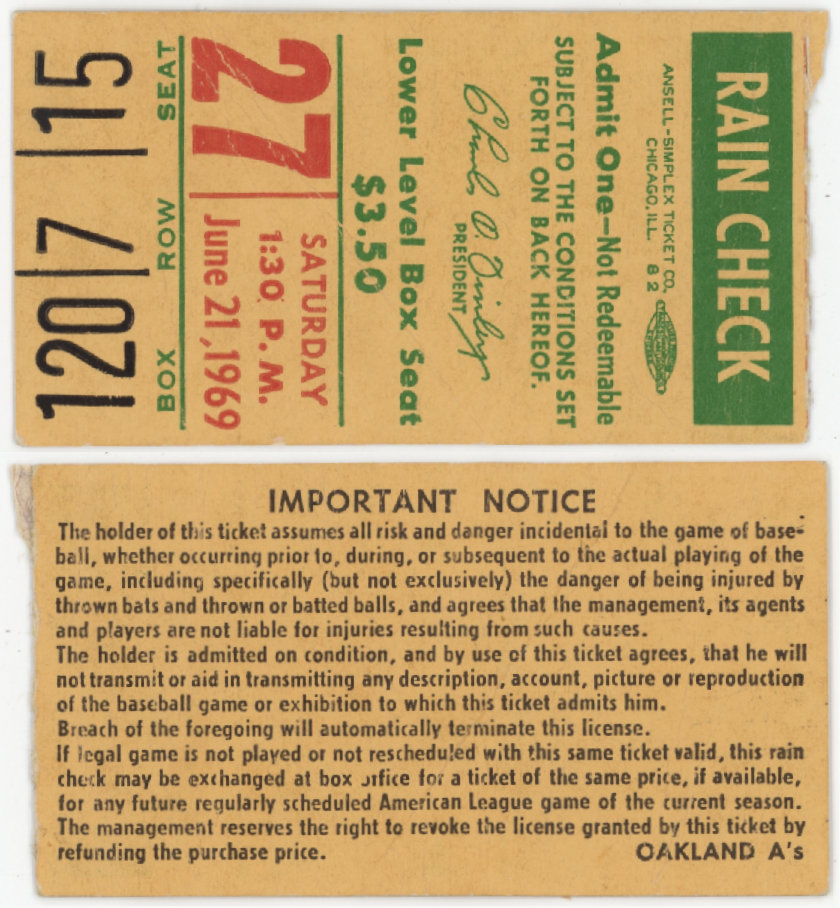 RAIN CHECK
ANSELL-SIMPLEX TICKET CO.
CHICAGO, ILL. 82
Admit One—Not Redeemable
SUBJECT TO THE CONDITIONS SET
FORTH ON BACK HEREOF.
Charles O. Finley
PRESIDENT
Lower Level Box Seat
$3.50
27
SATURDAY
1:30 P.M.
June 21, 1969
BOX ROW SEAT
120 7 15
IMPORTANT NOTICE
The holder of this ticket assumes all risk and danger incidental to the game of base-
ball, whether occurring prior to, during, or subsequent to the actual playing of the
game, including specifically (but not exclusively) the danger of being injured by
thrown bats and thrown or batted balls, and agrees that the management, its agents
and players are not liable for injuries resulting from such causes.
The holder is admitted on condition, and by use of this ticket agrees, that he will
not transmit or aid in transmitting any description, account, picture or reproduction
of the baseball game or exhibition to which this ticket admits him.
Breach of the foregoing will automatically terminate this license.
If legal game is not played or not rescheduled with this same ticket valid, this rain
check may be exchanged at box office for a ticket of the same price, if available,
for any future regularly scheduled American League game of the current season.
The management reserves the right to revoke the license granted by this ticket by
refunding the purchase price. OAKLAND A's